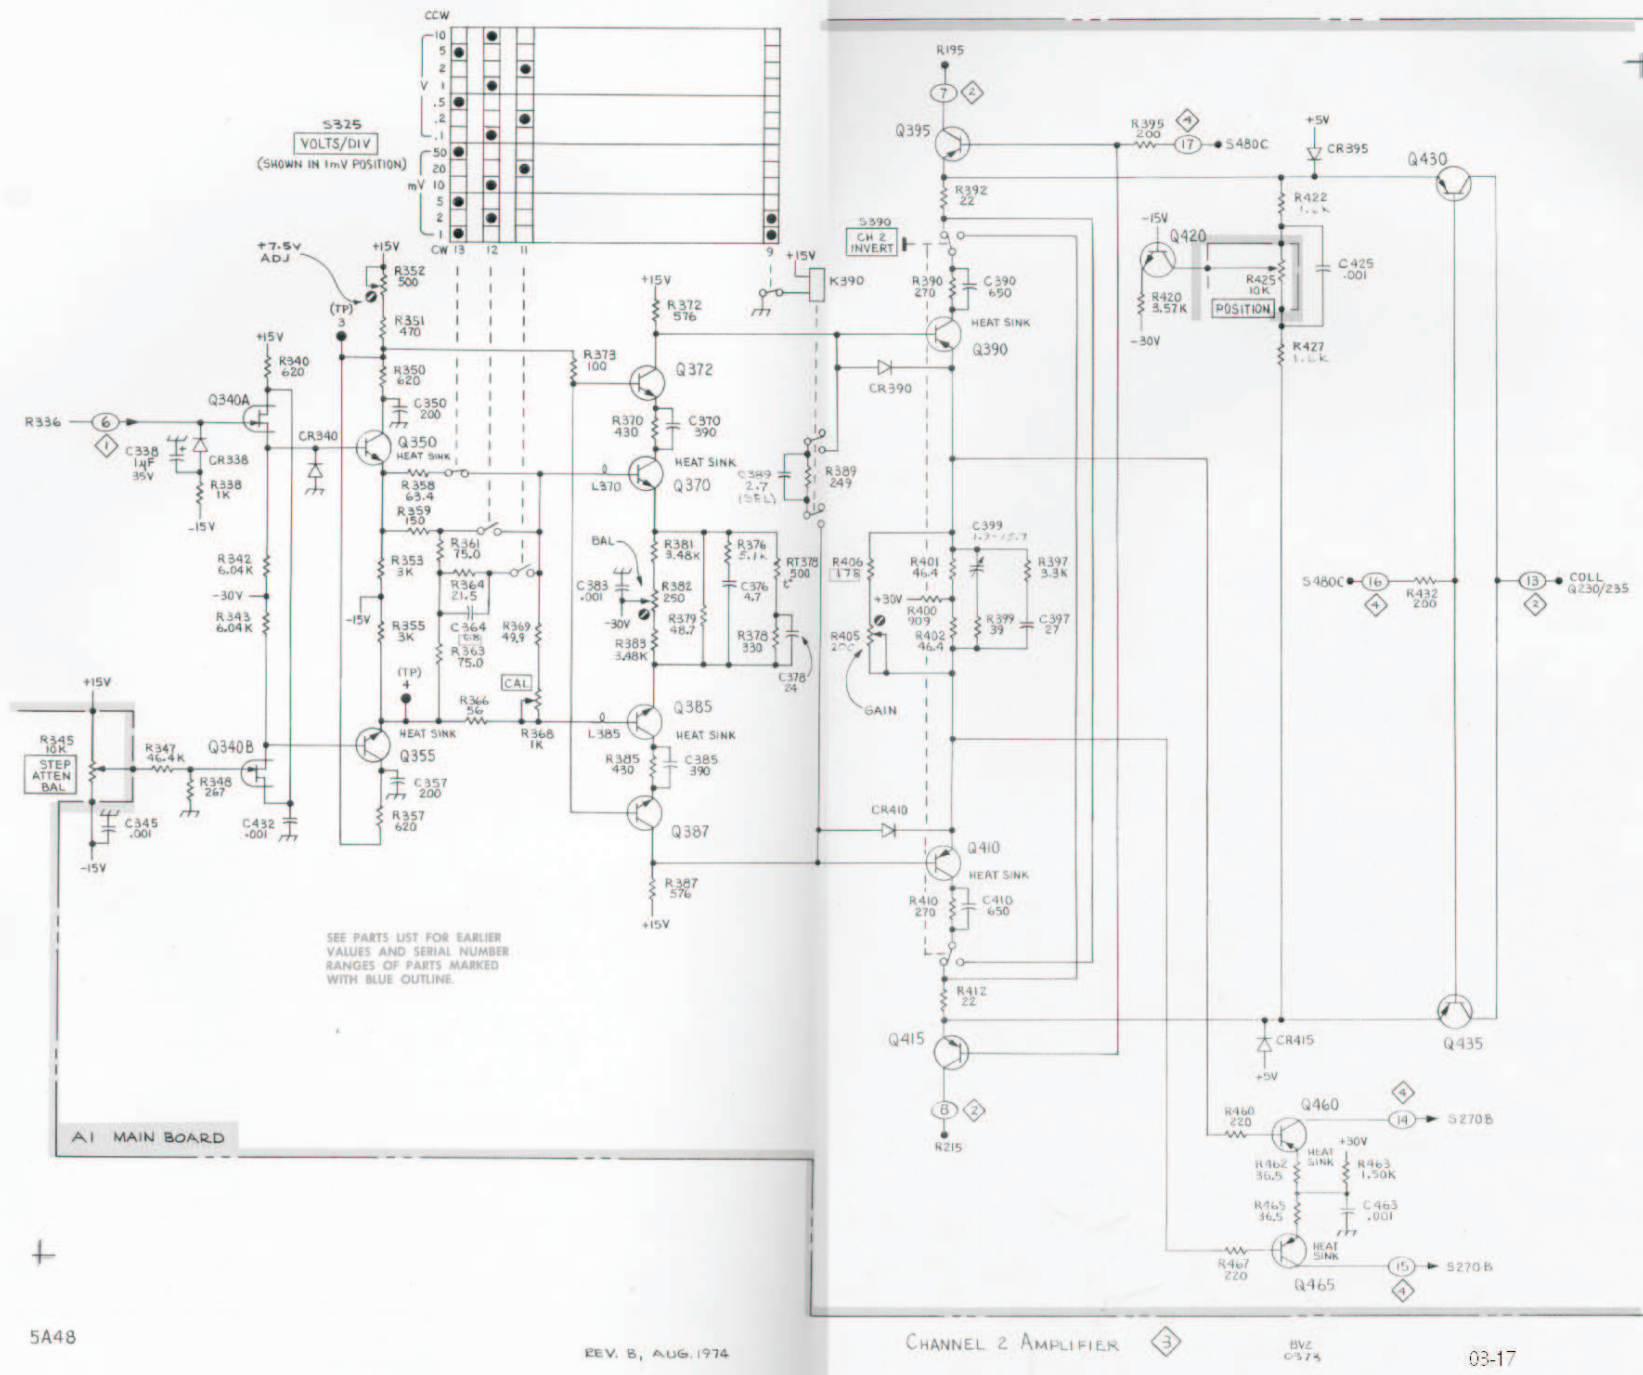 CCW
10
5
2
V 1
.5
.2
.1
50
20
mV 10
5
2
1
CW 13 12 11 9
S325
VOLTS/DIV
(SHOWN IN 1mV POSITION)
+7.5V
ADJ
+15V
R352
500
(TP)
3
R351
470
+15V
R340
620
R350
620
C350
200
Q340A
R336
6
1
C338
1µF
35V
CR338
R338
1K
-15V
CR340
Q350
HEAT SINK
R358
63.4
R359
150
R342
6.04K
-30V
R343
6.04K
R353
3K
-15V
R355
3K
R361
75.0
R364
21.5
C364
68
R363
75.0
R369
49.9
(TP)
4
CAL
R366
56
R368
1K
HEAT SINK
Q355
C357
200
R357
620
+15V
R345
10K
STEP
ATTEN
BAL
R347
46.4K
R348
267
Q340B
C345
.001
-15V
C432
.001
+15V
R372
576
R373
100
Q372
R370
430
C370
390
HEAT SINK
Q370
L370
BAL
R381
3.48K
R376
5.1K
RT378
500
t°
C383
.001
R382
250
C376
4.7
-30V
R379
48.7
R383
3.48K
R378
330
C378
24
Q385
HEAT SINK
L385
R385
430
C385
390
Q387
R387
576
+15V
+15V
K390
C389
2.7
(SEL)
R389
249
R195
7
2
Q395
R392
22
S390
CH 2
INVERT
R390
270
C390
650
HEAT SINK
Q390
CR390
C399
R406
178
R401
46.4
R397
3.3K
+30V
R400
909
R405
R402
46.4
R399
39
C397
27
GAIN
CR410
Q410
HEAT SINK
R410
270
C410
650
R412
22
Q415
8
2
R215
R395
200
4
17
S480C
+5V
CR395
Q430
R422
-15V
Q420
R425
10K
C425
.001
R420
3.57K
POSITION
-30V
R427
S480C
16
4
R432
200
13
2
COLL
Q230/235
CR415
+5V
Q435
R460
220
Q460
4
14
S270B
HEAT
SINK
+30V
R462
36.5
R463
1.50K
R465
36.5
C463
.001
HEAT
SINK
R467
220
Q465
15
4
S270B
SEE PARTS LIST FOR EARLIER
VALUES AND SERIAL NUMBER
RANGES OF PARTS MARKED
WITH BLUE OUTLINE.
A1 MAIN BOARD
5A48
REV. B, AUG. 1974
CHANNEL 2 AMPLIFIER
3
BVZ
0373
03-17